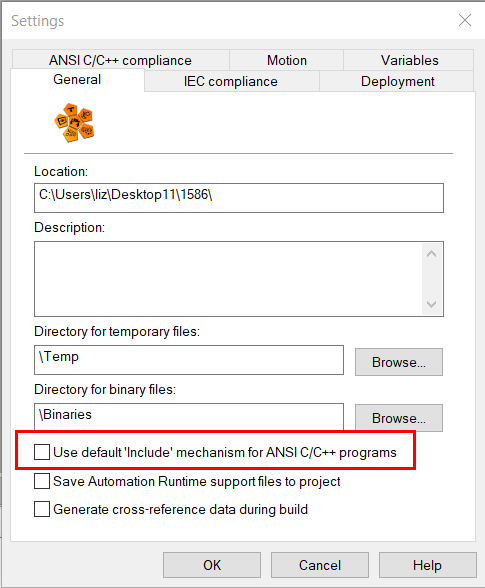 Settings
ANSI C/C++ compliance
Motion
Variables
General
IEC compliance
Deployment
Location:
C:\Users\liz\Desktop11\1586\
Description:
Directory for temporary files:
\Temp
Browse...
Directory for binary files:
\Binaries
Browse...
Use default 'Include' mechanism for ANSI C/C++ programs
Save Automation Runtime support files to project
Generate cross-reference data during build
OK
Cancel
Help